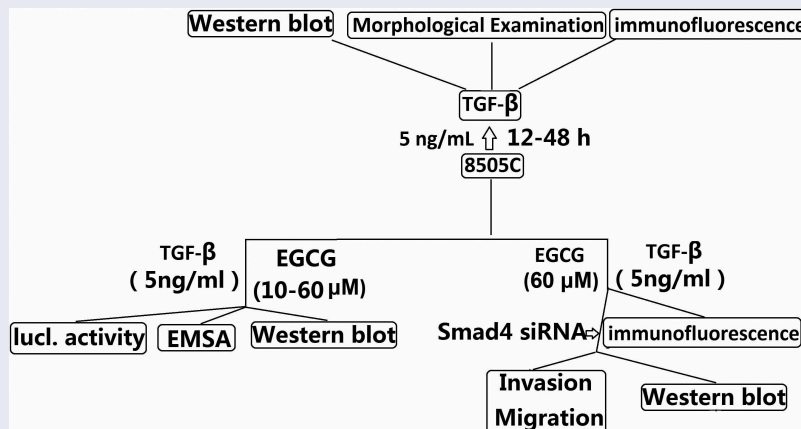 Western blot
Morphological Examination
immunofluorescence
TGF-β
5 ng/mL
12-48 h
8505C
TGF-β
( 5ng/ml )
EGCG
(10-60 μM)
EGCG
(60 μM)
TGF-β
( 5ng/ml )
lucl. activity
EMSA
Western blot
Smad4 siRNA
immunofluorescence
Invasion
Migration
Western blot